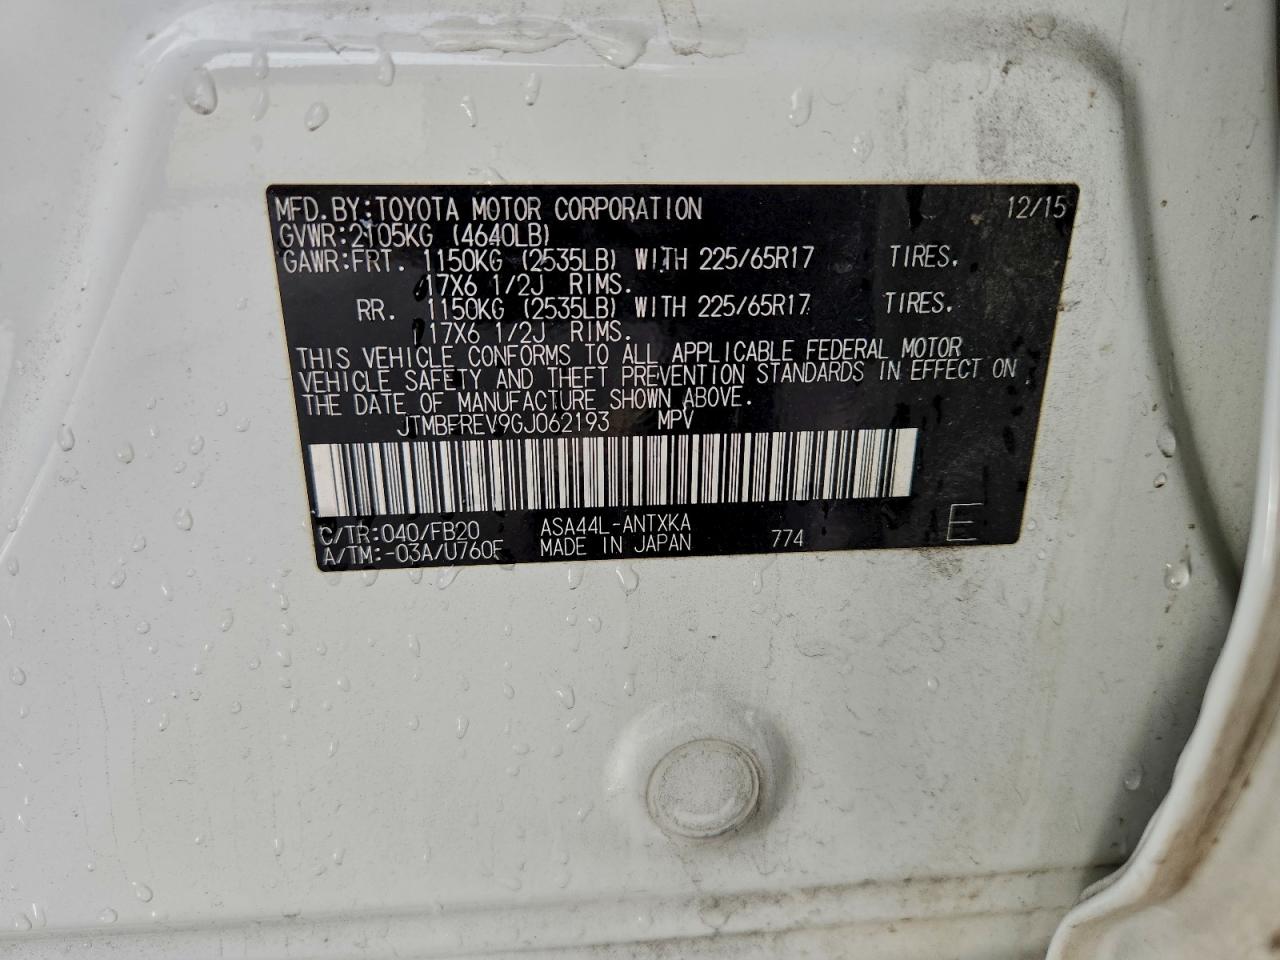 MFD.BY:TOYOTA MOTOR CORPORATION 12/15
GVWR:2105KG (4640LB)
GAWR:FRT. 1150KG (2535LB) WITH 225/65R17 TIRES,
17X6 1/2J RIMS.
RR. 1150KG (2535LB) WITH 225/65R17 TIRES.
17X6 1/2J RIMS.
THIS VEHICLE CONFORMS TO ALL APPLICABLE FEDERAL MOTOR
VEHICLE SAFETY AND THEFT PREVENTION STANDARDS IN EFFECT ON
THE DATE OF MANUFACTURE SHOWN ABOVE.
JTMBFREV9GJ062193 MPV
C/TR:040/FB20 ASA44L-ANTXKA
A/TM:-03A/U760F MADE IN JAPAN 774 E